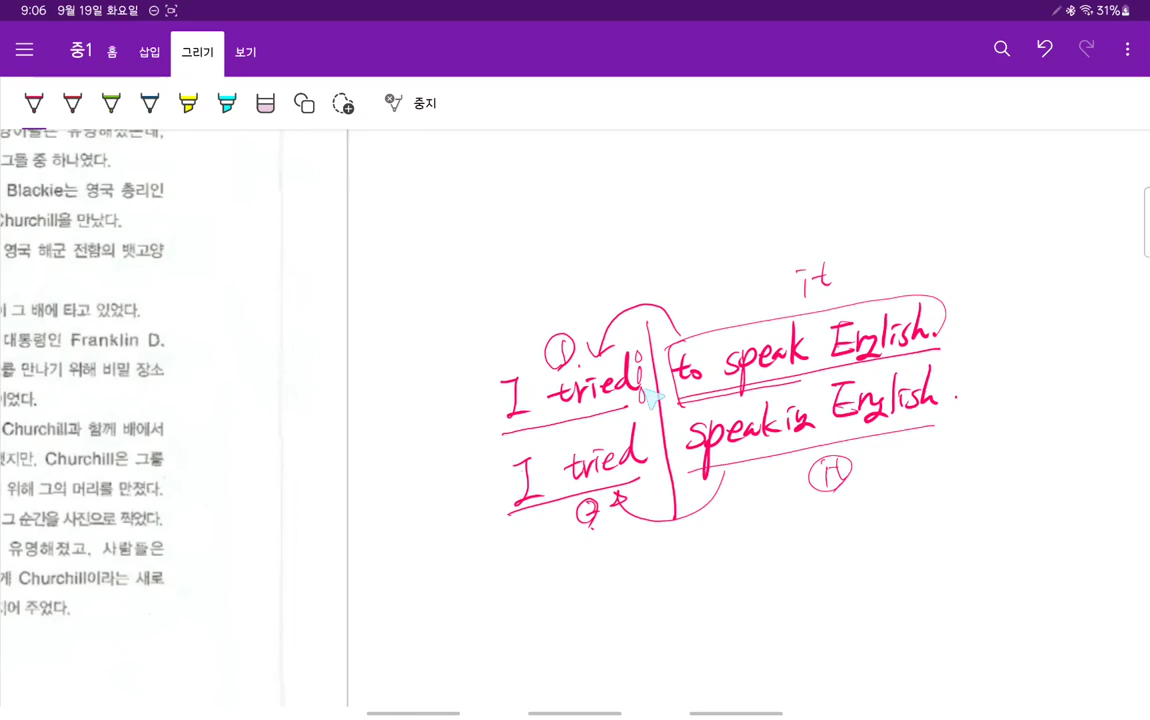 9:06 9월 19일 화요일 31%
중1 홈 삽입 그리기 보기
중지
그들 중 하나였다.
Blackie는 영국 총리인
Churchill을 만났다.
영국 해군 전함의 뱃고양
그 배에 타고 있었다.
대통령인 Franklin D.
를 만나기 위해 비밀 장소
이었다.
Churchill과 함께 배에서
했지만, Churchill은 그를
위해 그의 머리를 만졌다.
그 순간을 사진으로 찍었다.
유명해졌고, 사람들은
게 Churchill이라는 새로
지어 주었다.
it
①
I tried to speak English.
I tried speakin English.
②
it